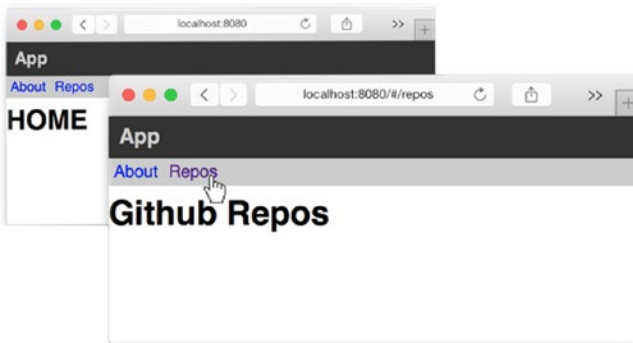 localhost:8080
App
About Repos
HOME
localhost:8080/#/repos
App
About Repos
Github Repos